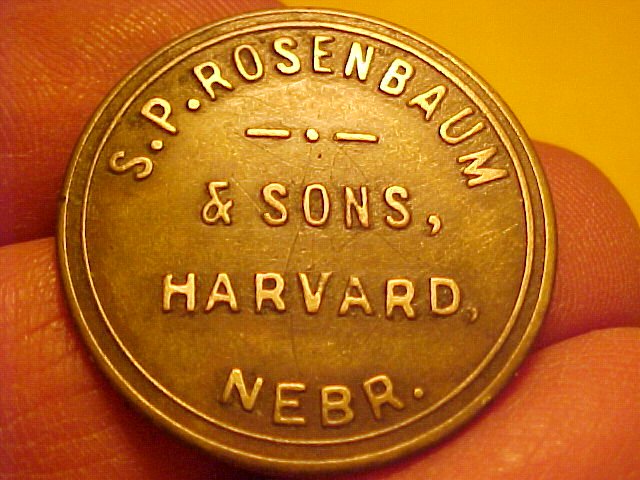 S.P. ROSENBAUM
& SONS,
HARVARD,
NEBR.